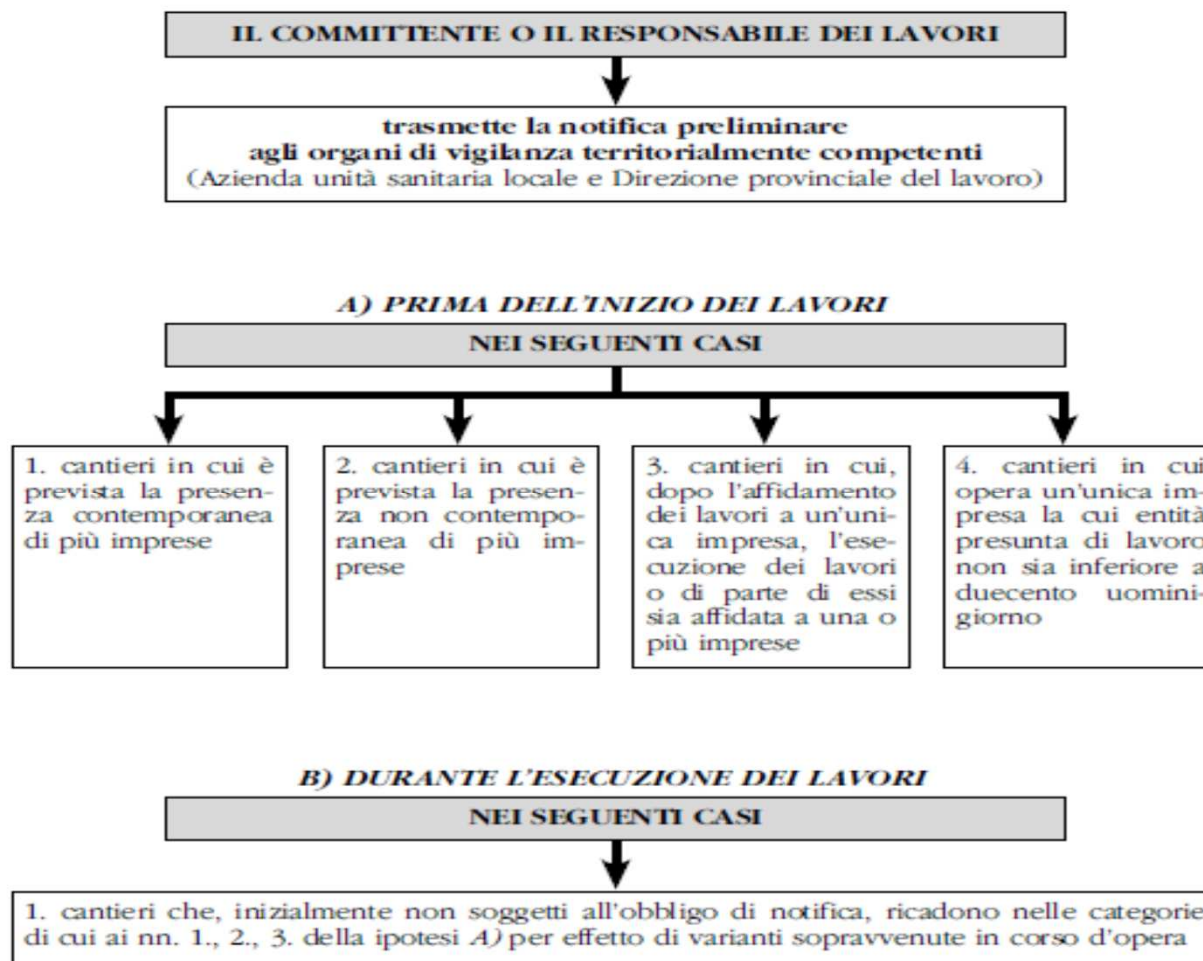 IL COMMITTENTE O IL RESPONSABILE DEI LAVORI
trasmette la notifica preliminare
agli organi di vigilanza territorialmente competenti
(Azienda unità sanitaria locale e Direzione provinciale del lavoro)
A) PRIMA DELL'INIZIO DEI LAVORI
NEI SEGUENTI CASI
1. cantieri in cui è
prevista la presen-
za contemporanea
di più imprese
2. cantieri in cui è
prevista la presen-
za non contempo-
ranea di più im-
prese
3. cantieri in cui,
dopo l'affidamento
dei lavori a un'uni-
ca impresa, l'ese-
cuzione dei lavori
o di parte di essi
sia affidata a una o
più imprese
4. cantieri in cui
opera un'unica im-
presa la cui entità
presunta di lavoro
non sia inferiore a
duecento uomini-
giorno
B) DURANTE L'ESECUZIONE DEI LAVORI
NEI SEGUENTI CASI
1. cantieri che, inizialmente non soggetti all'obbligo di notifica, ricadono nelle categorie
di cui ai nn. 1., 2., 3. della ipotesi A) per effetto di varianti sopravvenute in corso d'opera